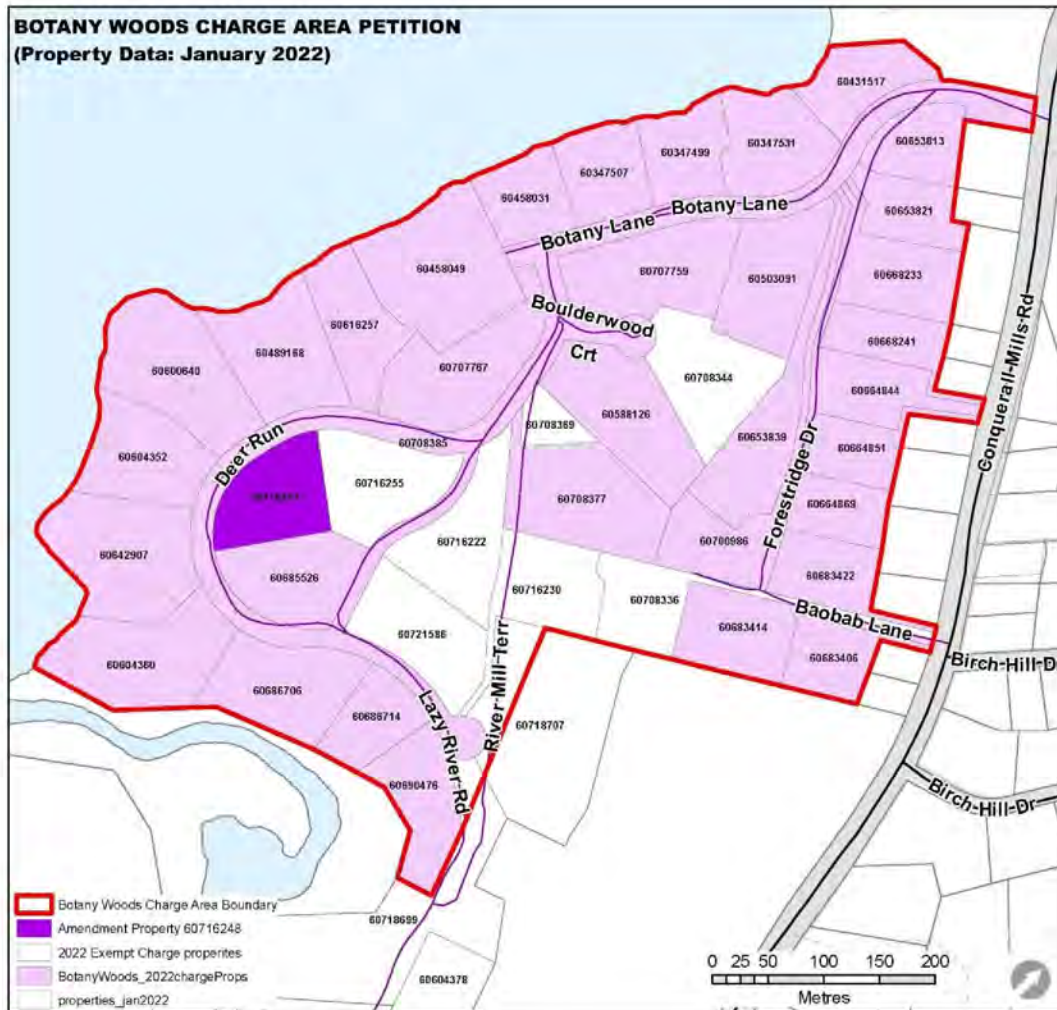 BOTANY WOODS CHARGE AREA PETITION
(Property Data: January 2022)
60431517
60653813
60347531
60347499
60347507
60458031
60653821
Botany Lane
Botany Lane
60458049
60707759
60503091
60668233
60616257
Boulderwood
Crt
60668241
60489168
60600640
60707767
60708344
60664844
60708369
60588126
60653839
60708385
Deer Run
60604352
60716255
60664851
60708377
60664869
Forestridge Dr
Conquerall Mills Rd
60642907
60716222
60700986
60685526
60683422
60716230
60708336
Baobab Lane
60721586
60683414
60683406
Birch Hill D
60604360
60686706
60686714
Lazy River Rd
River Mill Terr
60718707
60690476
Birch Hill Dr
Botany Woods Charge Area Boundary
Amendment Property 60716248
2022 Exempt Charge properites
BotanyWoods_2022chargeProps
properties_jan2022
60718699
60604378
0 25 50 100 150 200
Metres